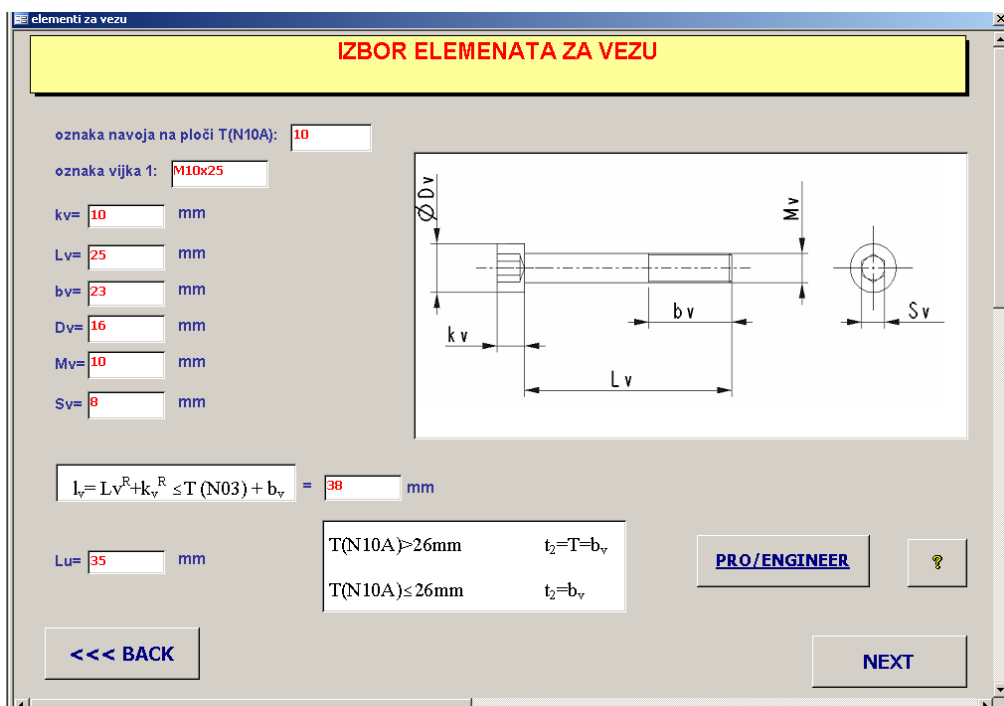 elementi za vezu
IZBOR ELEMENATA ZA VEZU
oznaka navoja na ploči T(N10A): 10
oznaka vijka 1: M10x25
kv= 10 mm
Lv= 25 mm
bv= 23 mm
Dv= 16 mm
Mv= 10 mm
Sv= 8 mm
ØDv
Mv
bv
Sv
kv
Lv
lv= LvR+kvR ≤T (N03) + bv = 38 mm
Lu= 35 mm
T(N10A)>26mm t2=T=bv
T(N10A)≤26mm t2=bv
PRO/ENGINEER
?
<<< BACK
NEXT